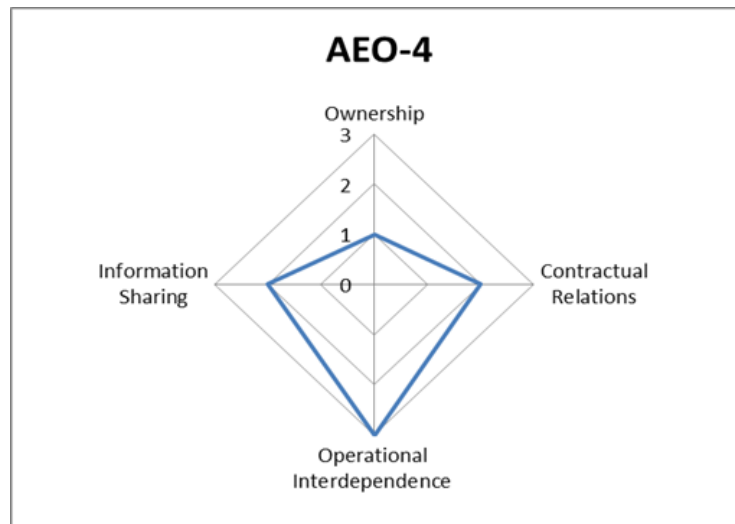 AEO-4
Ownership
3
2
1
0
Information
Sharing
Contractual
Relations
Operational
Interdependence